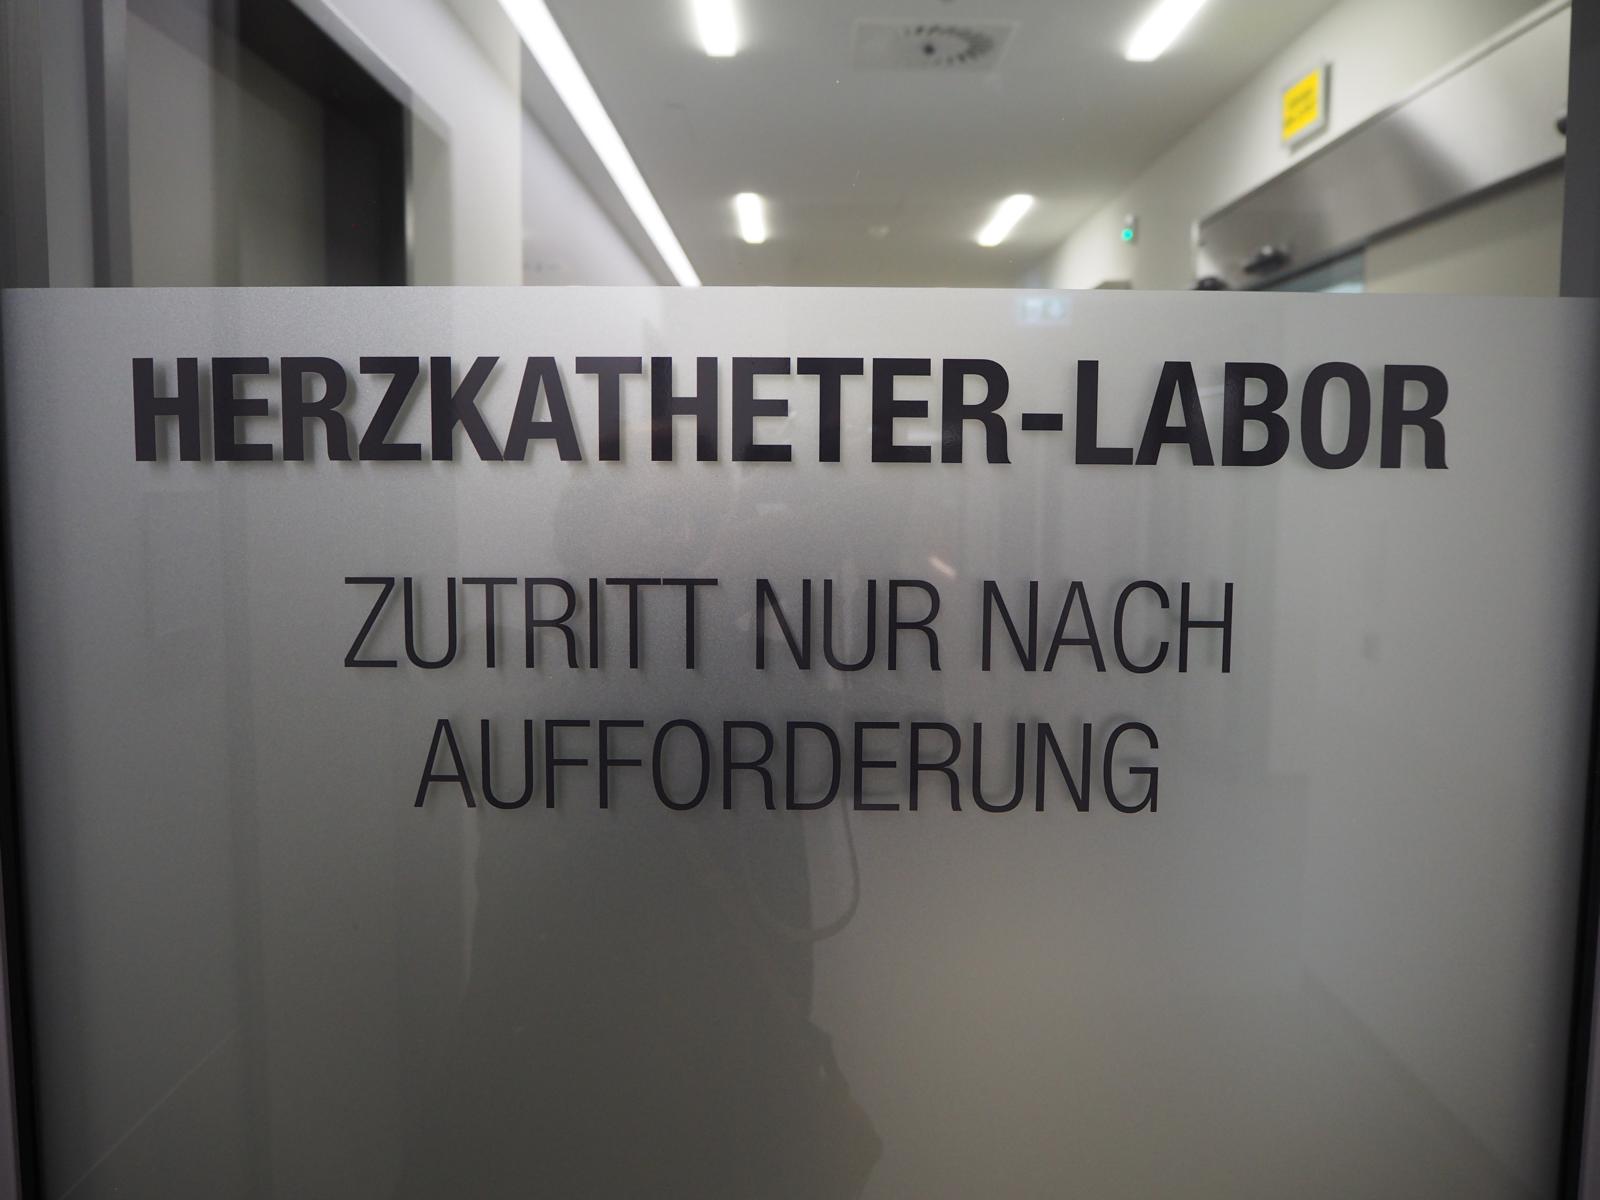 HERZKATHETER-LABOR
ZUTRITT NUR NACH
AUFFORDERUNG